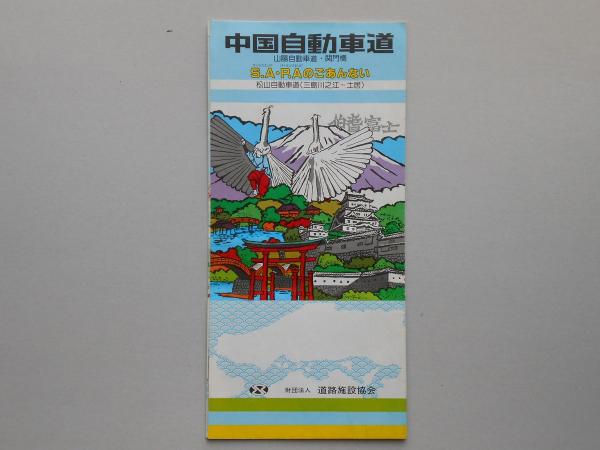 中国自動車道
山陽自動車道・関門橋
S.A・P.Aのごあんない
松山自動車道(三島川之江～土居)
伯耆富士
財団法人 道路施設協会